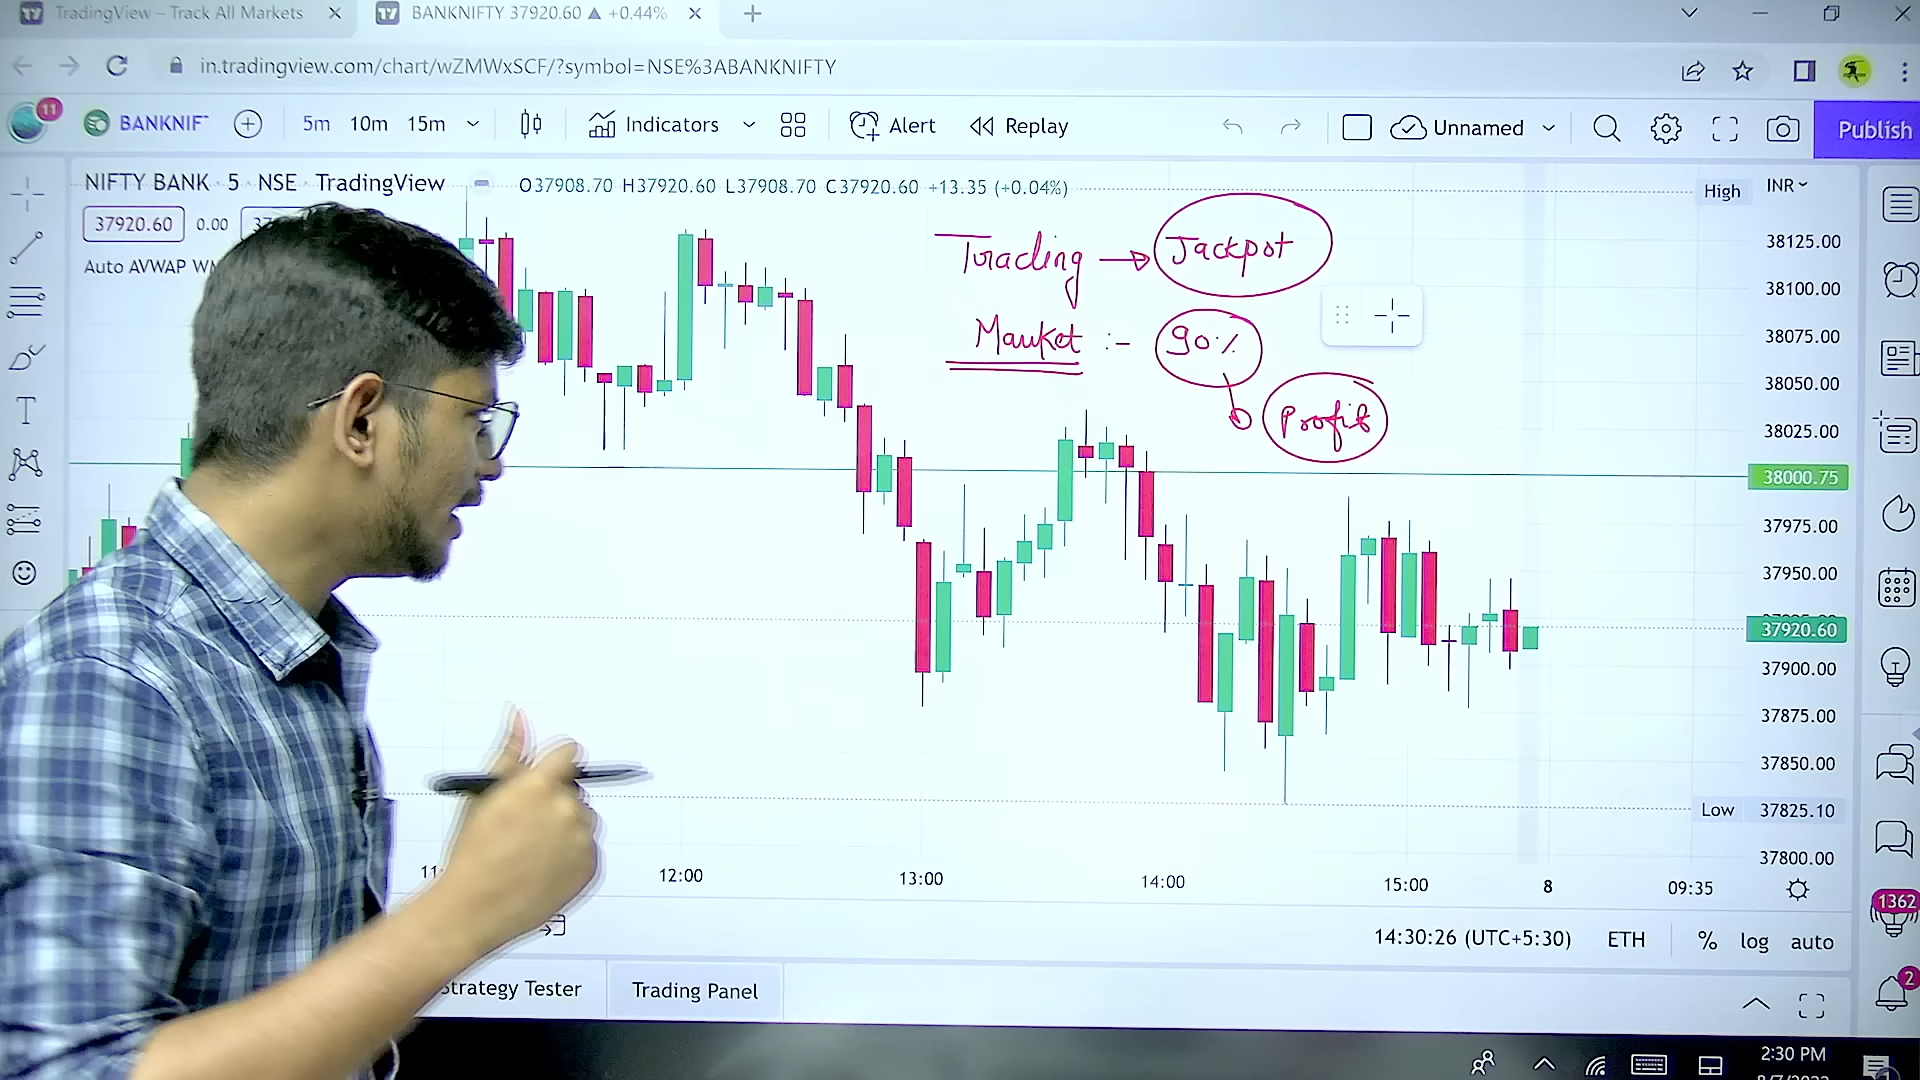 TradingView – Track All Markets
BANKNIFTY 37920.60 ▲ +0.44%
in.tradingview.com/chart/wZMWxSCF/?symbol=NSE%3ABANKNIFTY
11
BANKNIF
5m 10m 15m
Indicators
Alert
Replay
Unnamed
Publish
NIFTY BANK · 5 · NSE · TradingView
O37908.70 H37920.60 L37908.70 C37920.60 +13.35 (+0.04%)
High
INR
37920.60 0.00
Auto AVWAP
Trading → Jackpot
Market :- 90%
Profit
38125.00
38100.00
38075.00
38050.00
38025.00
38000.75
37975.00
37950.00
37920.60
37900.00
37875.00
37850.00
Low 37825.10
37800.00
12:00 13:00 14:00 15:00 8 09:35
14:30:26 (UTC+5:30) ETH % log auto
1362
Strategy Tester
Trading Panel
2
2:30 PM